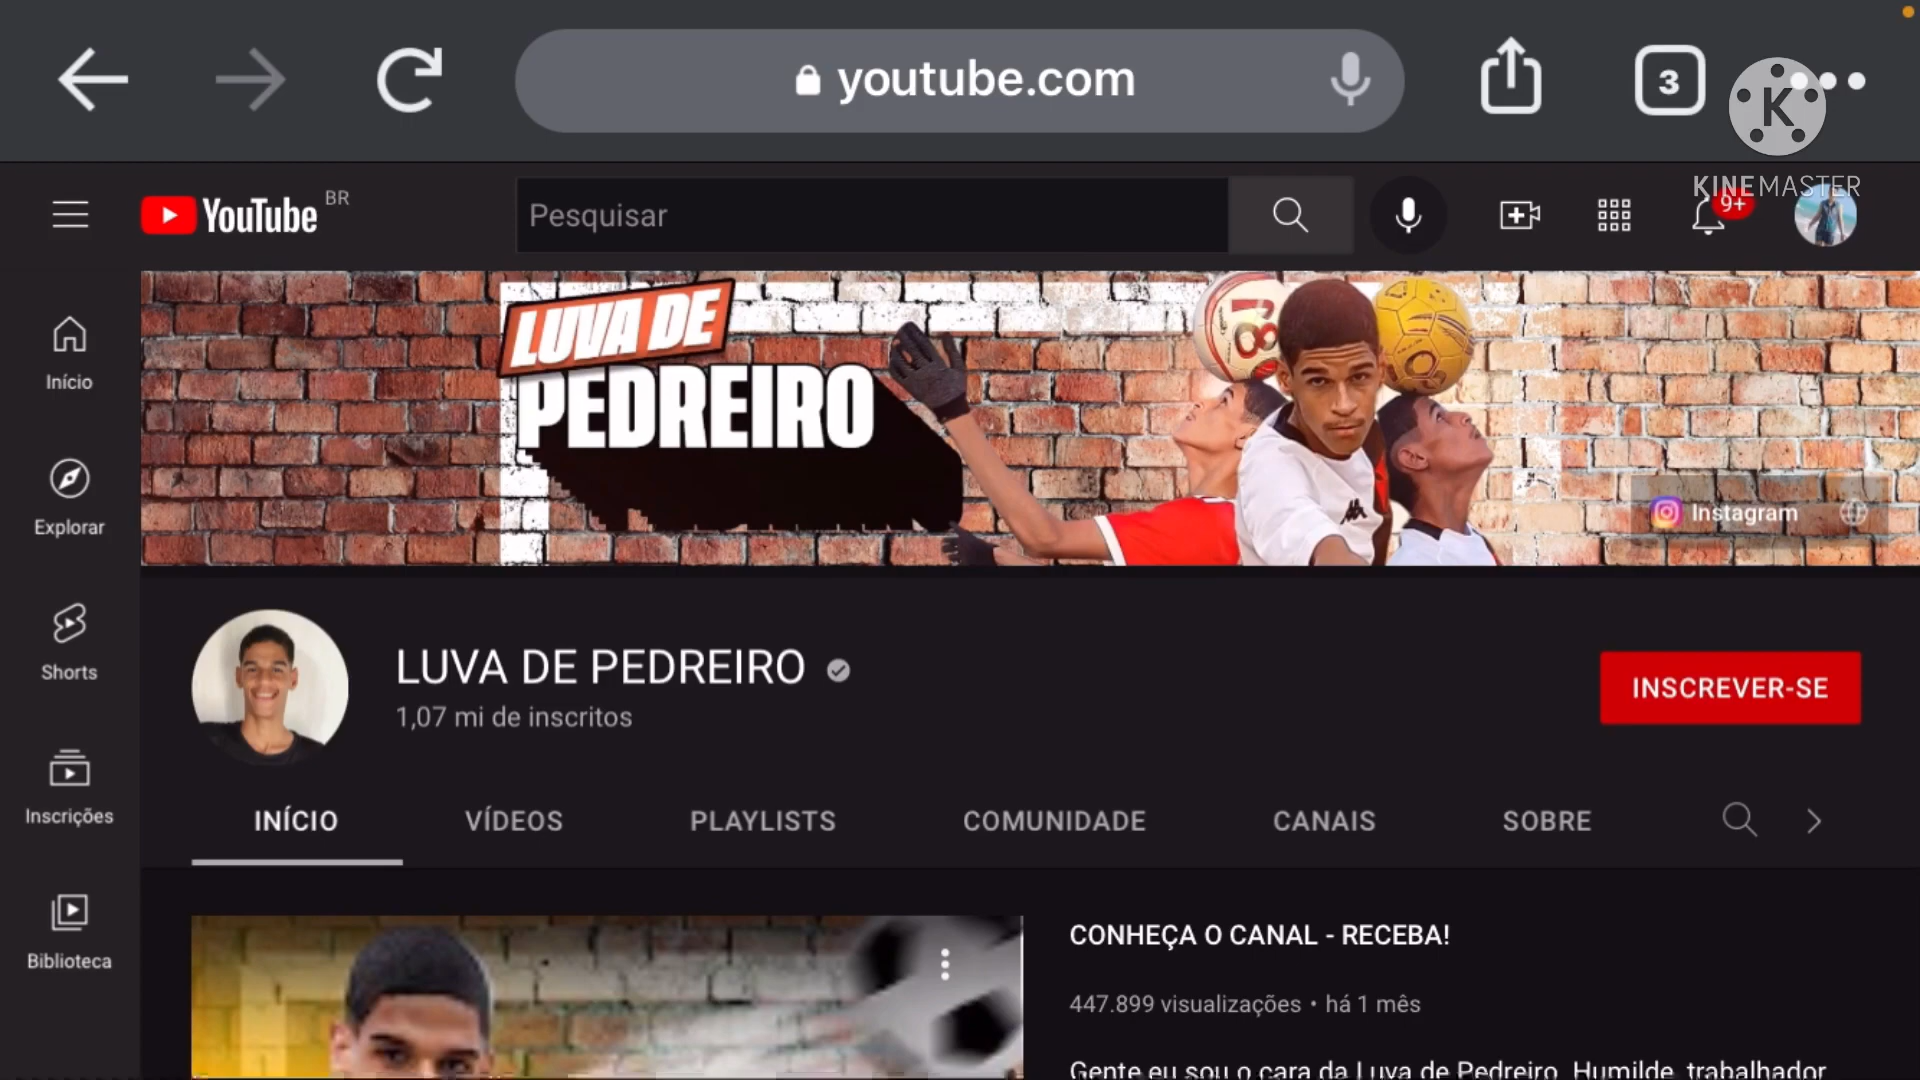 youtube.com
3
K
KINEMASTER
YouTube BR
Pesquisar
9+
Início
Explorar
Shorts
Inscrições
Biblioteca
LUVA DE
PEDREIRO
Instagram
LUVA DE PEDREIRO
1,07 mi de inscritos
INSCREVER-SE
INÍCIO VÍDEOS PLAYLISTS COMUNIDADE CANAIS SOBRE
CONHEÇA O CANAL - RECEBA!
447.899 visualizações • há 1 mês
Gente eu sou o cara da Luva de Pedreiro. Humilde, trabalhador